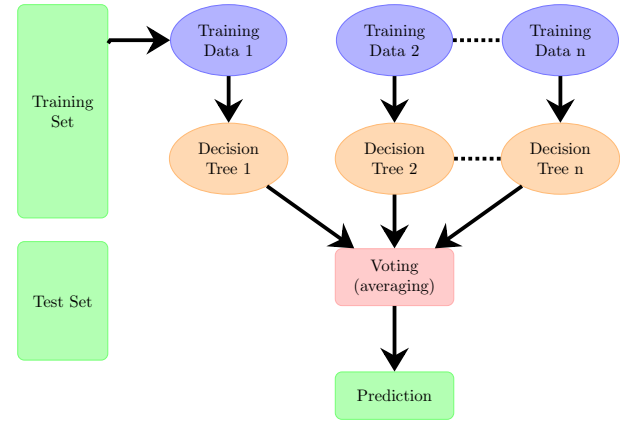 Training
Set
Training
Data 1
Training
Data 2
Training
Data n
Decision
Tree 1
Decision
Tree 2
Decision
Tree n
Test Set
Voting
(averaging)
Prediction